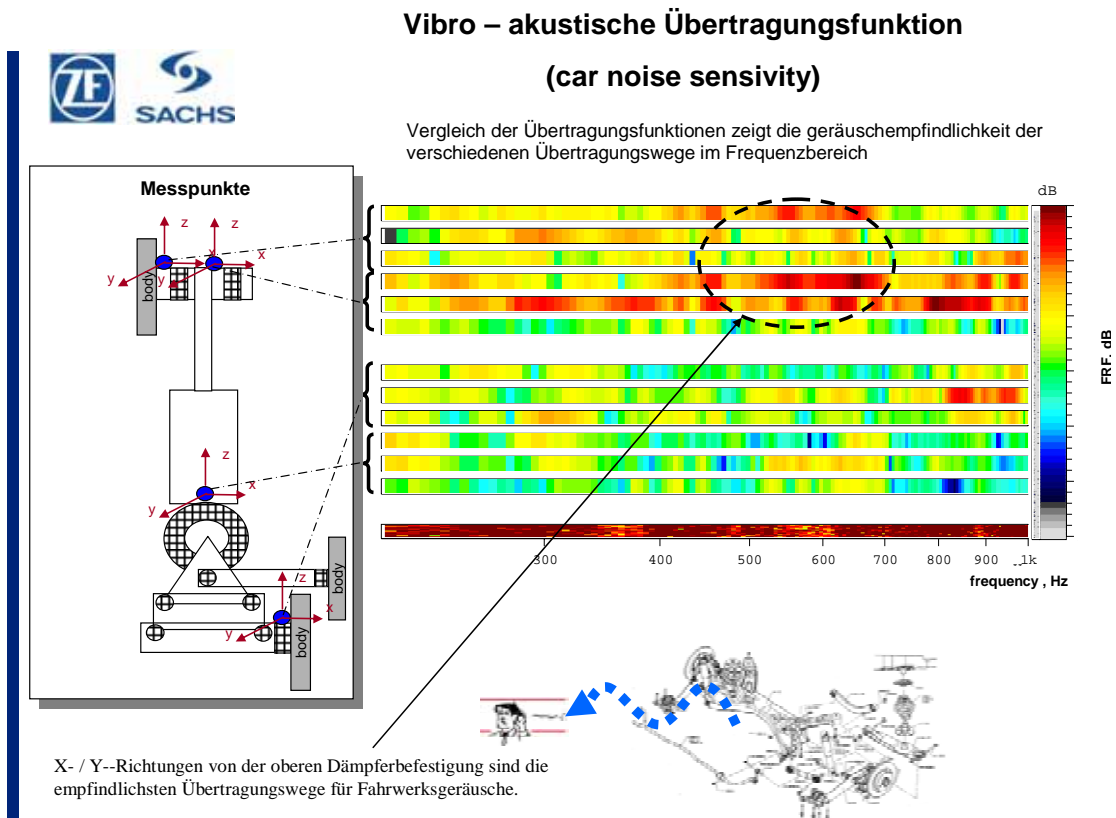 Vibro – akustische Übertragungsfunktion
(car noise sensivity)
ZF
SACHS
Vergleich der Übertragungsfunktionen zeigt die geräuschempfindlichkeit der
verschiedenen Übertragungswege im Frequenzbereich
Messpunkte
z
z
x
x
y
y
body
z
x
y
z
x
y
body
body
dB
FRF, dB
300
400
500
600
700
800
900
1k
frequency , Hz
X- / Y--Richtungen von der oberen Dämpferbefestigung sind die
empfindlichsten Übertragungswege für Fahrwerksgeräusche.